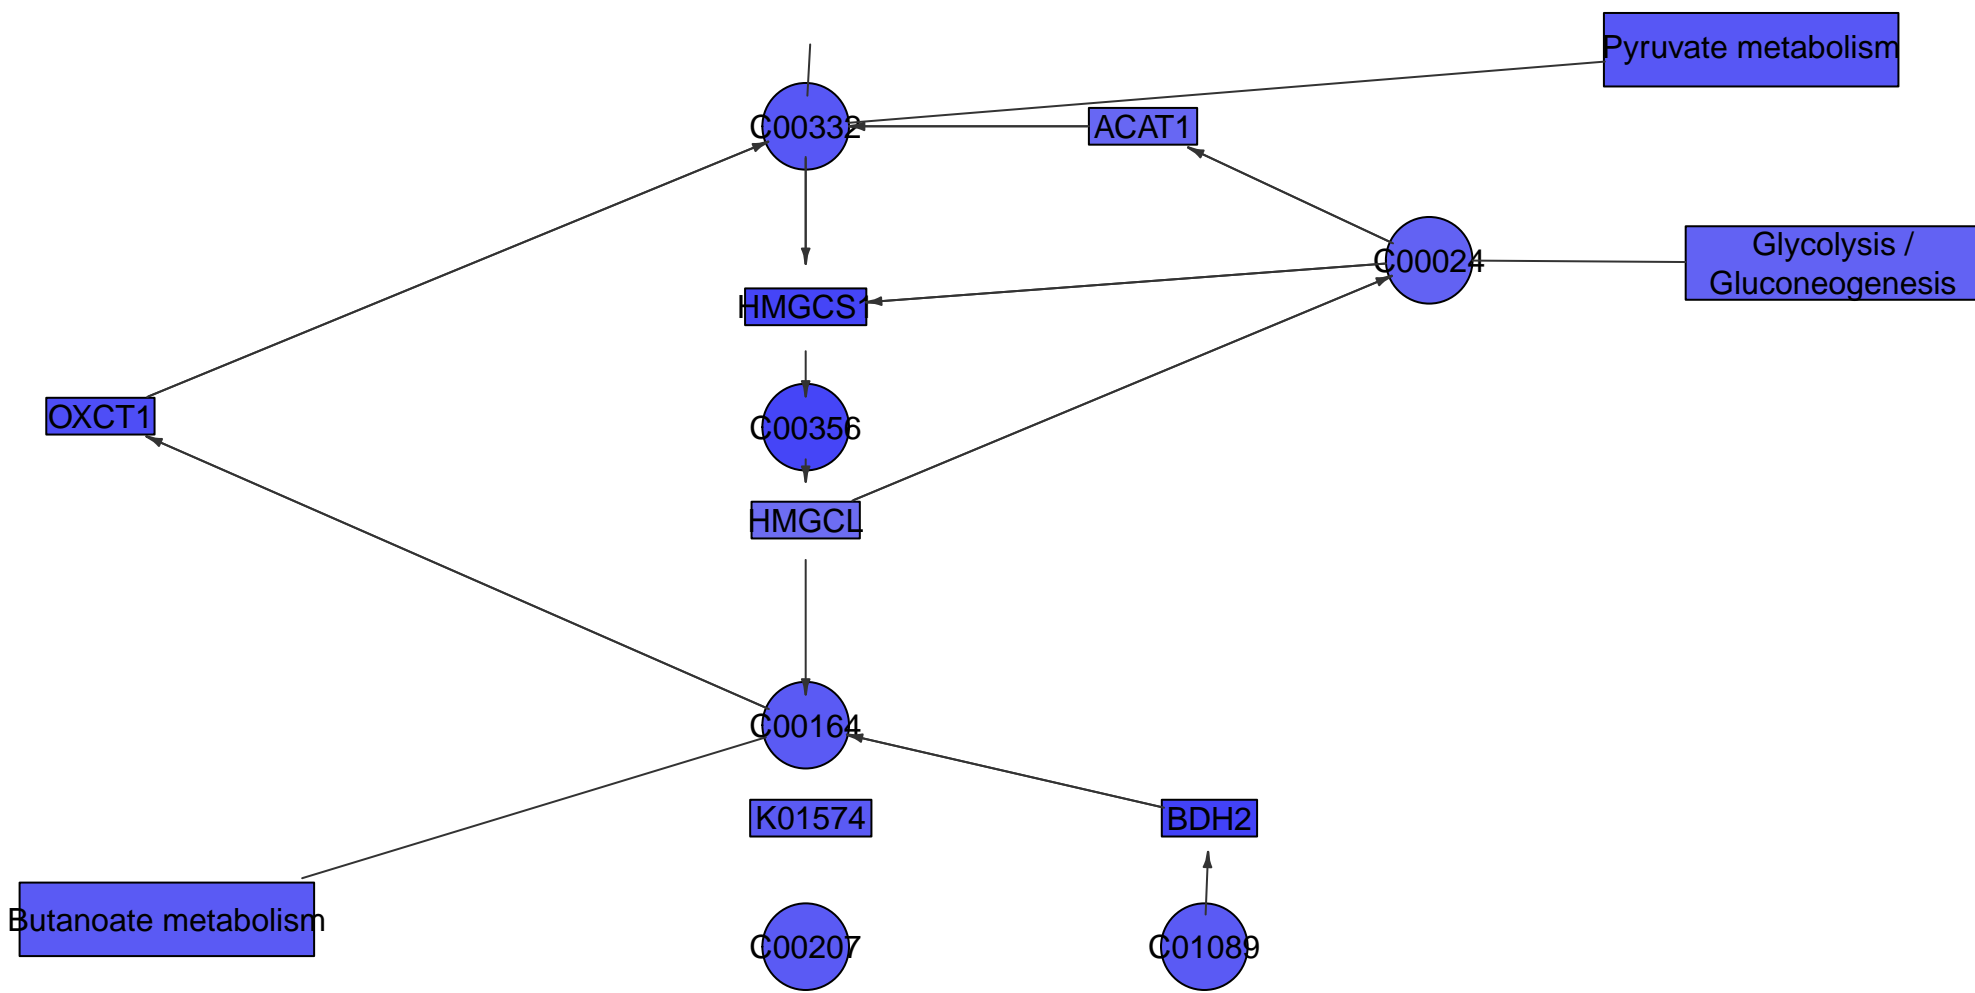 Pyruvate metabolism
C00332
ACAT1
Glycolysis /
Gluconeogenesis
C00024
HMGCS1
OXCT1
C00356
HMGCL
C00164
K01574
BDH2
Butanoate metabolism
C00207
C01089